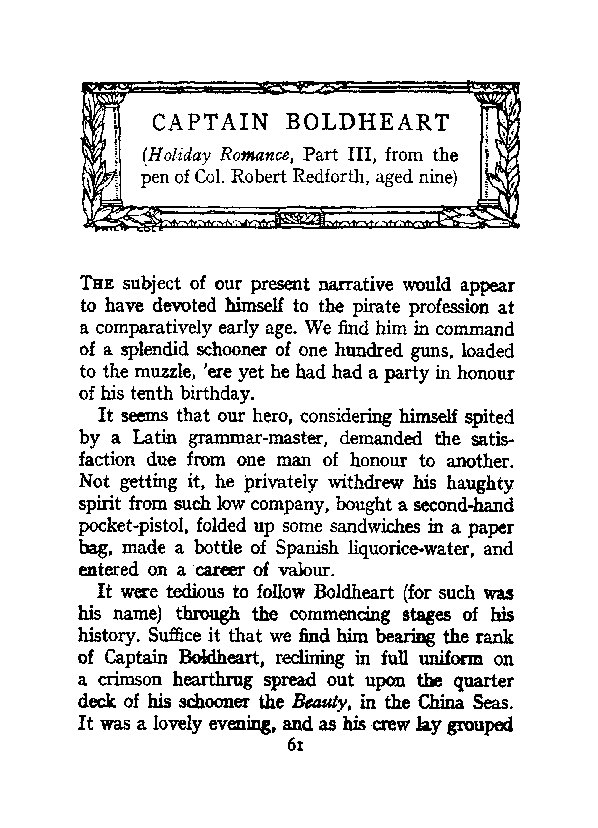 CAPTAIN BOLDHEART
(Holiday Romance, Part III, from the
pen of Col. Robert Redforth, aged nine)
THE subject of our present narrative would appear
to have devoted himself to the pirate profession at
a comparatively early age. We find him in command
of a splendid schooner of one hundred guns, loaded
to the muzzle, 'ere yet he had had a party in honour
of his tenth birthday.
It seems that our hero, considering himself spited
by a Latin grammar-master, demanded the satis-
faction due from one man of honour to another.
Not getting it, he privately withdrew his haughty
spirit from such low company, bought a second-hand
pocket-pistol, folded up some sandwiches in a paper
bag, made a bottle of Spanish liquorice-water, and
entered on a career of valour.
It were tedious to follow Boldheart (for such was
his name) through the commencing stages of his
history. Suffice it that we find him bearing the rank
of Captain Boldheart, reclining in full uniform on
a crimson hearthrug spread out upon the quarter
deck of his schooner the Beauty, in the China Seas.
It was a lovely evening, and as his crew lay grouped
61